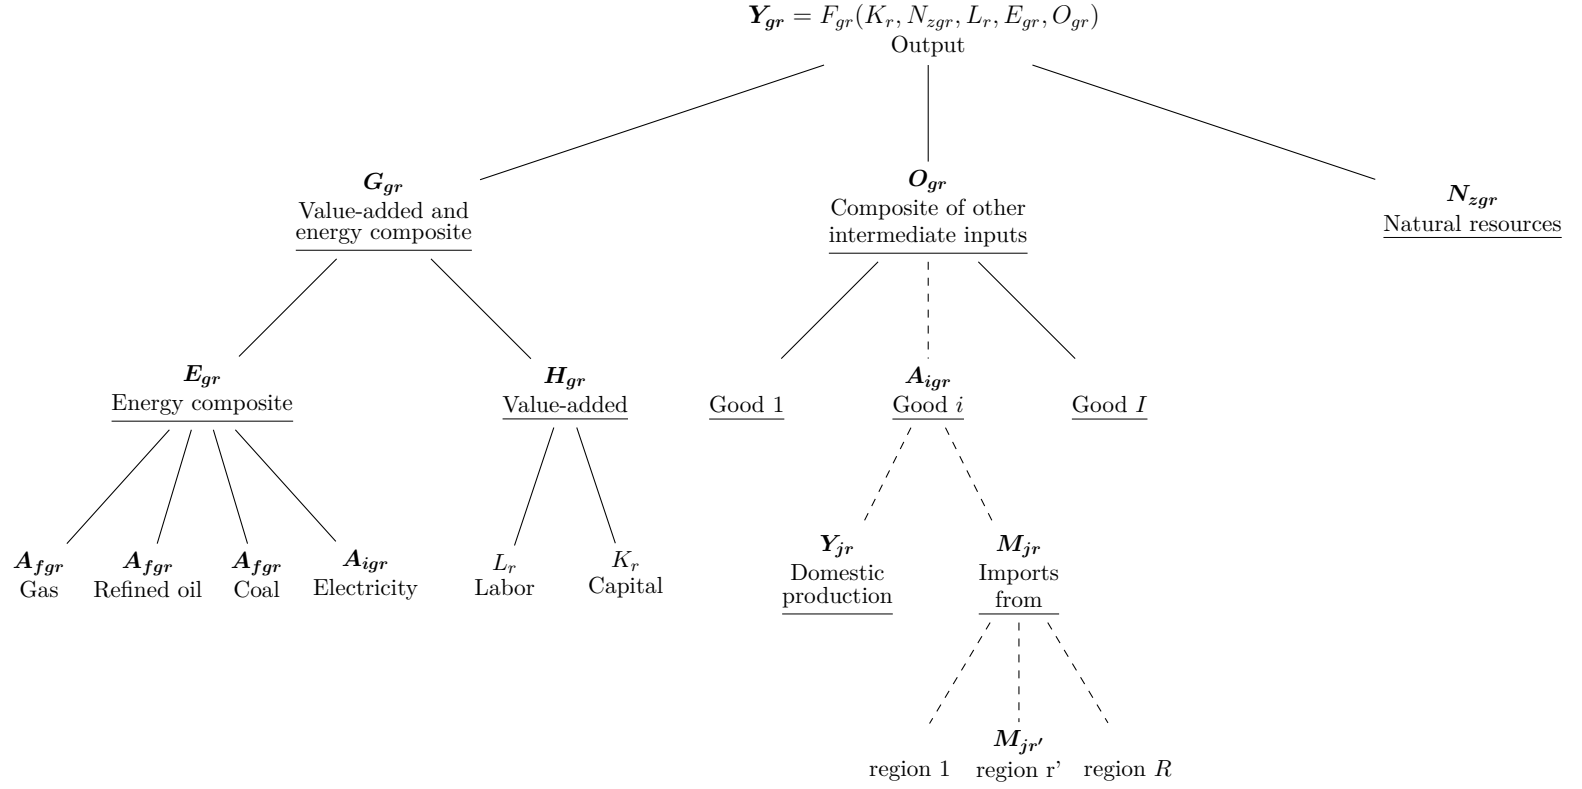 Y_gr = F_gr(K_r, N_zgr, L_r, E_gr, O_gr)
Output
G_gr
Value-added and
energy composite
O_gr
Composite of other
intermediate inputs
N_zgr
Natural resources
E_gr
Energy composite
H_gr
Value-added
Good 1
A_igr
Good i
Good I
A_fgr
Gas
A_fgr
Refined oil
A_fgr
Coal
A_igr
Electricity
L_r
Labor
K_r
Capital
Y_jr
Domestic
production
M_jr
Imports
from
region 1
M_jr'
region r'
region R